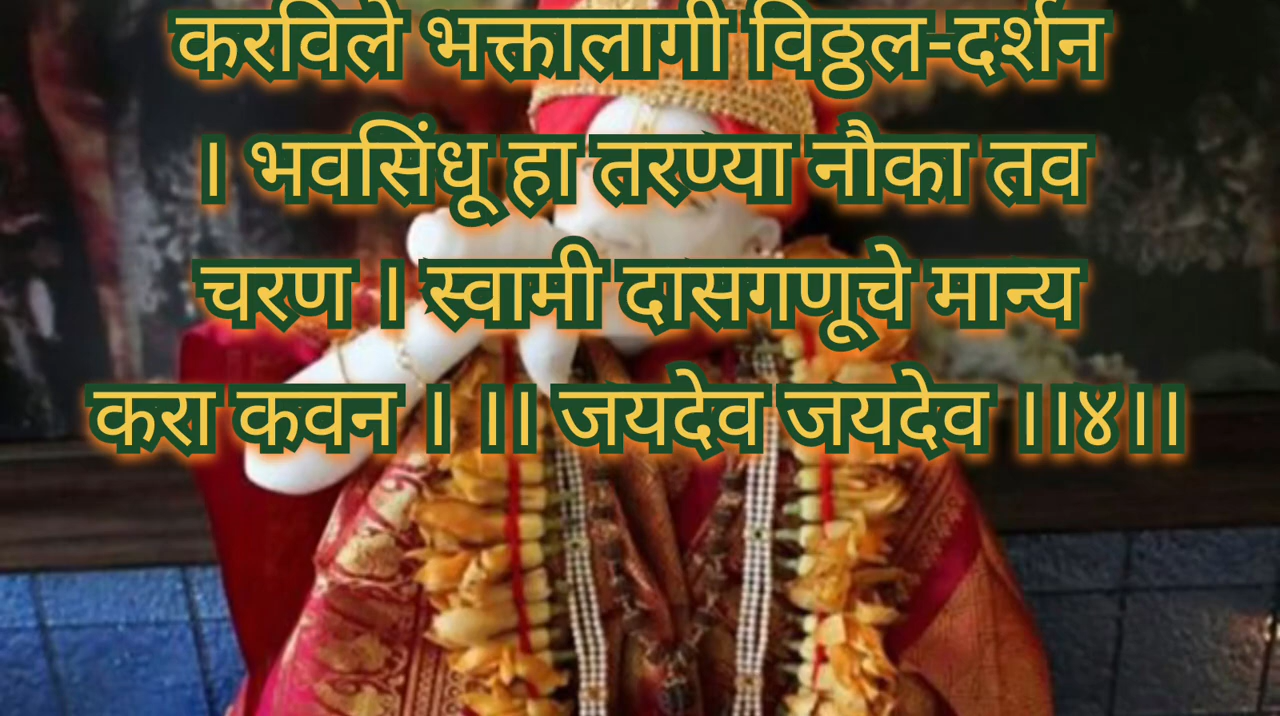 करविले भक्तालागी विठ्ठल-दर्शन
। भवसिंधू हा तरण्या नौका तव
चरण । स्वामी दासगणूचे मान्य
करा कवन । ।। जयदेव जयदेव ।।४।।